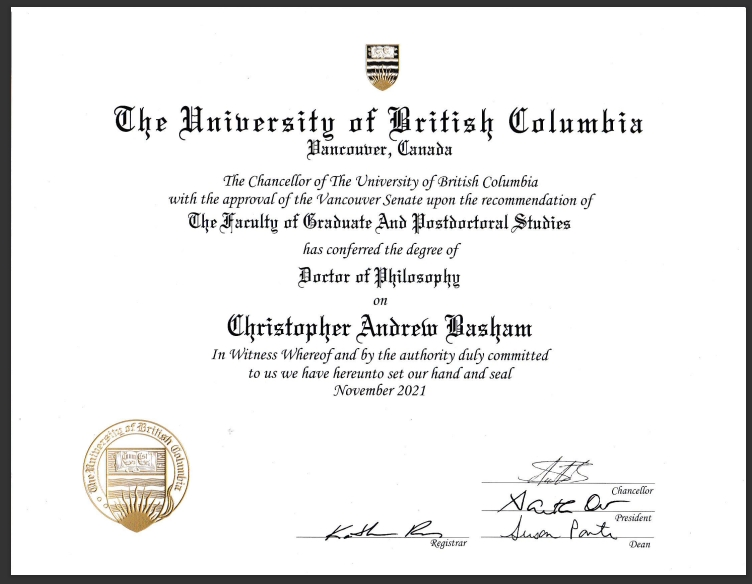 The University of British Columbia
Vancouver, Canada
The Chancellor of The University of British Columbia
with the approval of the Vancouver Senate upon the recommendation of
The Faculty of Graduate And Postdoctoral Studies
has conferred the degree of
Doctor of Philosophy
on
Christopher Andrew Basham
In Witness Whereof and by the authority duly committed
to us we have hereunto set our hand and seal
November 2021
The University of British Columbia
Chancellor
President
Susan Porter
Dean
Registrar